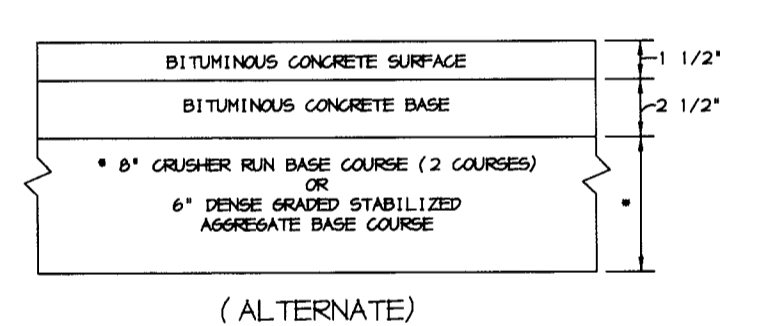 BITUMINOUS CONCRETE SURFACE
1 1/2"
BITUMINOUS CONCRETE BASE
2 1/2"
* 8" CRUSHER RUN BASE COURSE (2 COURSES)
OR
6" DENSE GRADED STABILIZED
AGGREGATE BASE COURSE
*
(ALTERNATE)